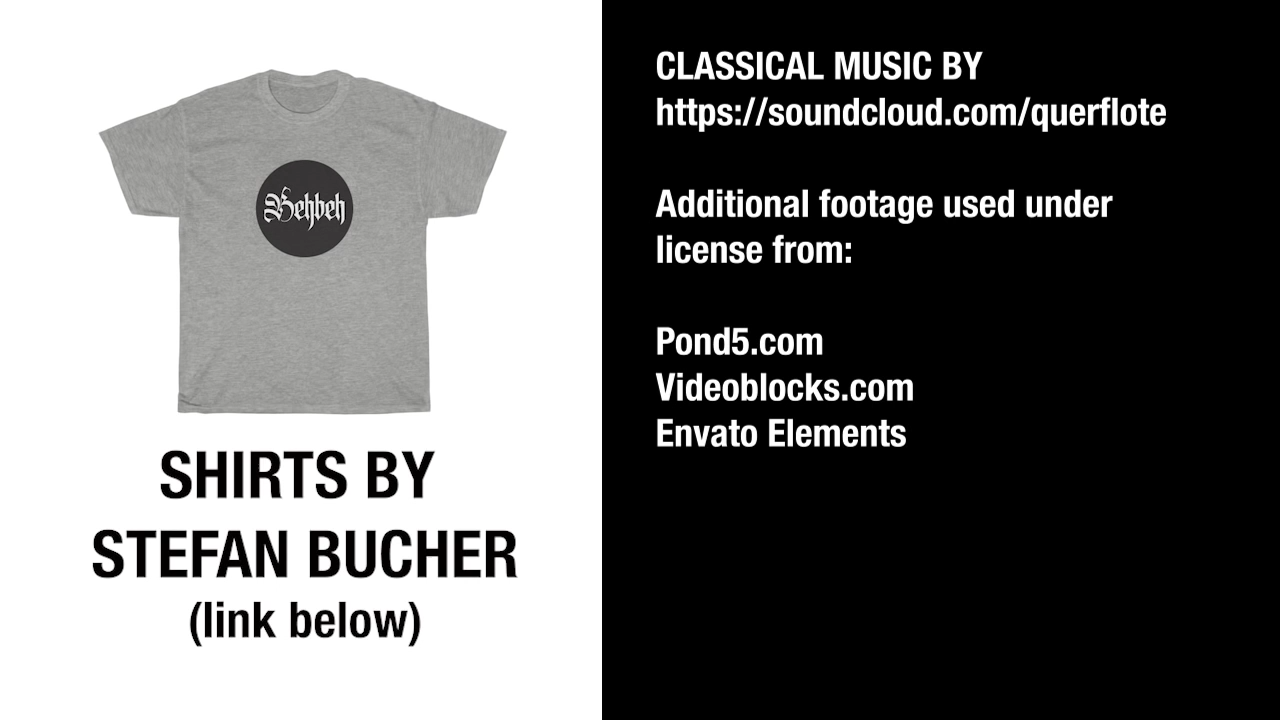 Behbeh
SHIRTS BY
STEFAN BUCHER
(link below)
CLASSICAL MUSIC BY
https://soundcloud.com/querflote
Additional footage used under
license from:
Pond5.com
Videoblocks.com
Envato Elements